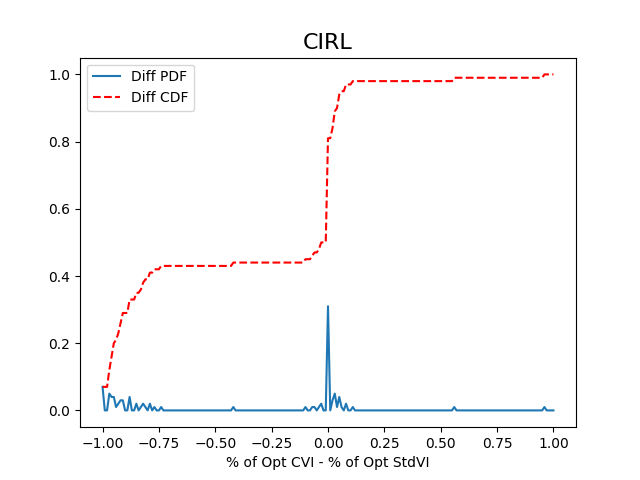 CIRL
Diff PDF
Diff CDF
1.0
0.8
0.6
0.4
0.2
0.0
−1.00 −0.75 −0.50 −0.25 0.00 0.25 0.50 0.75 1.00
% of Opt CVI - % of Opt StdVI